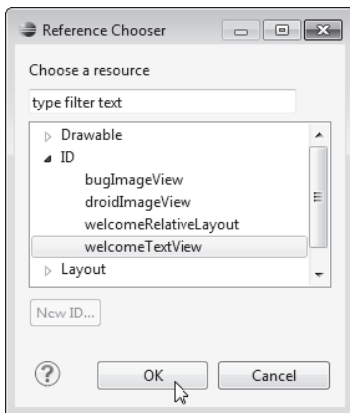 Reference Chooser
Choose a resource
type filter text
Drawable
ID
bugImageView
droidImageView
welcomeRelativeLayout
welcomeTextView
Layout
New ID...
?
OK Cancel